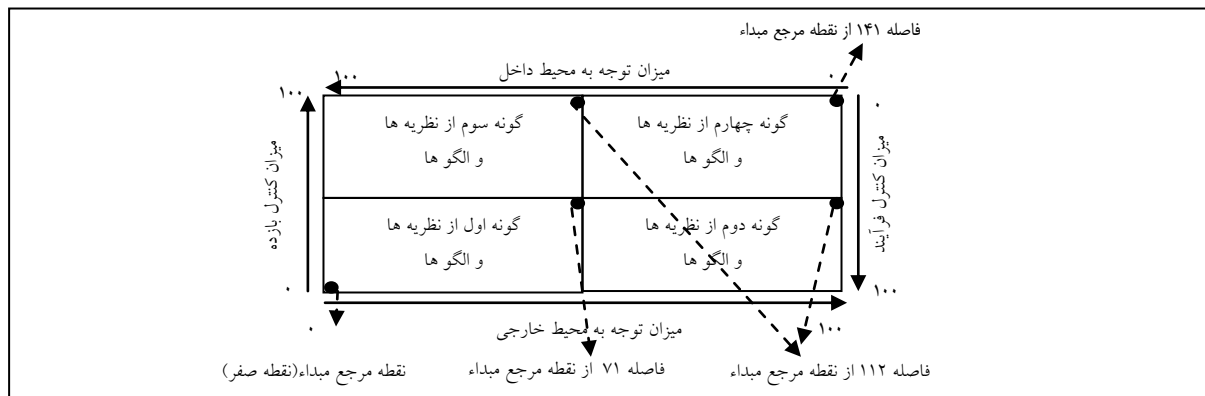 فاصله ۱۴۱ از نقطه مرجع مبداء
میزان توجه به محیط داخل
۰
۱۰۰
۱۰۰
۰
گونه چهارم از نظریه ها
و الگو ها
گونه سوم از نظریه ها
و الگو ها
میزان کنترل فرآیند
میزان کنترل بازده
گونه دوم از نظریه ها
و الگو ها
گونه اول از نظریه ها
و الگو ها
۱۰۰
۰
۱۰۰
میزان توجه به محیط خارجی
۰
فاصله ۱۱۲ از نقطه مرجع مبداء
فاصله ۷۱ از نقطه مرجع مبداء
نقطه مرجع مبداء(نقطه صفر)